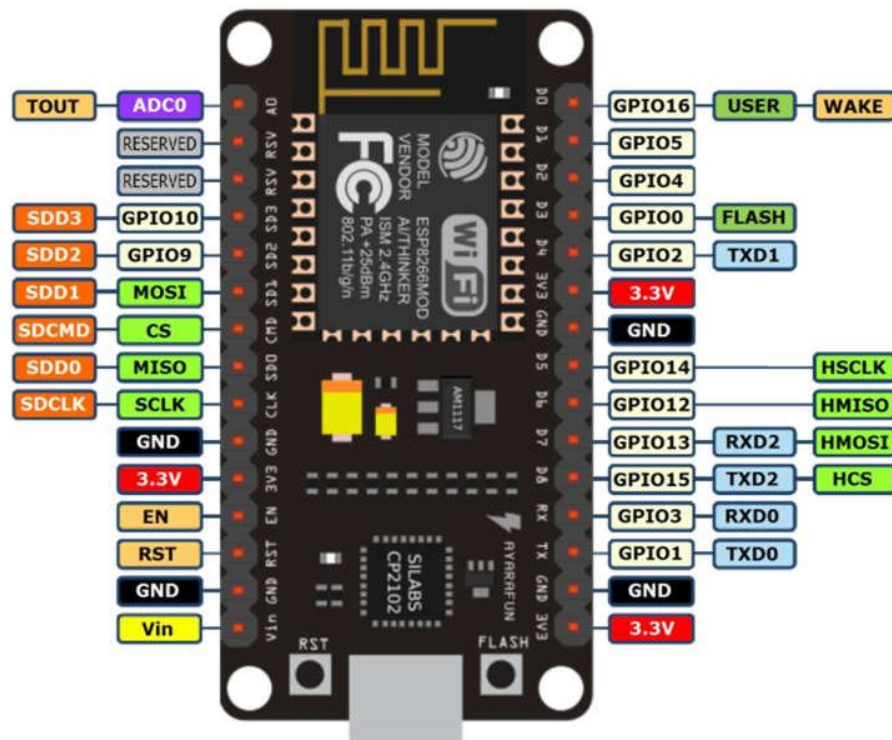 TOUT ADC0 A0 D0 GPIO16 USER WAKE
RESERVED RSV D1 GPIO5
RESERVED RSV D2 GPIO4
SDD3 GPIO10 SD3 D3 GPIO0 FLASH
SDD2 GPIO9 SD2 D4 GPIO2 TXD1
SDD1 MOSI SD1 3V3 3.3V
SDCMD CS CMD GND GND
SDD0 MISO SD0 D5 GPIO14 HSCLK
SDCLK SCLK CLK D6 GPIO12 HMISO
GND GND D7 GPIO13 RXD2 HMOSI
3.3V 3V3 D8 GPIO15 TXD2 HCS
EN EN RX GPIO3 RXD0
RST RST TX GPIO1 TXD0
GND GND GND GND
Vin Vin 3V3 3.3V
MODEL ESP8266MOD
VENDOR AI/THINKER
ISM 2.4GHz
PA +25dBm
802.11b/g/n
FC
WiFi
AM1117
SILABS
CP2102
AYARAFUN
RST FLASH